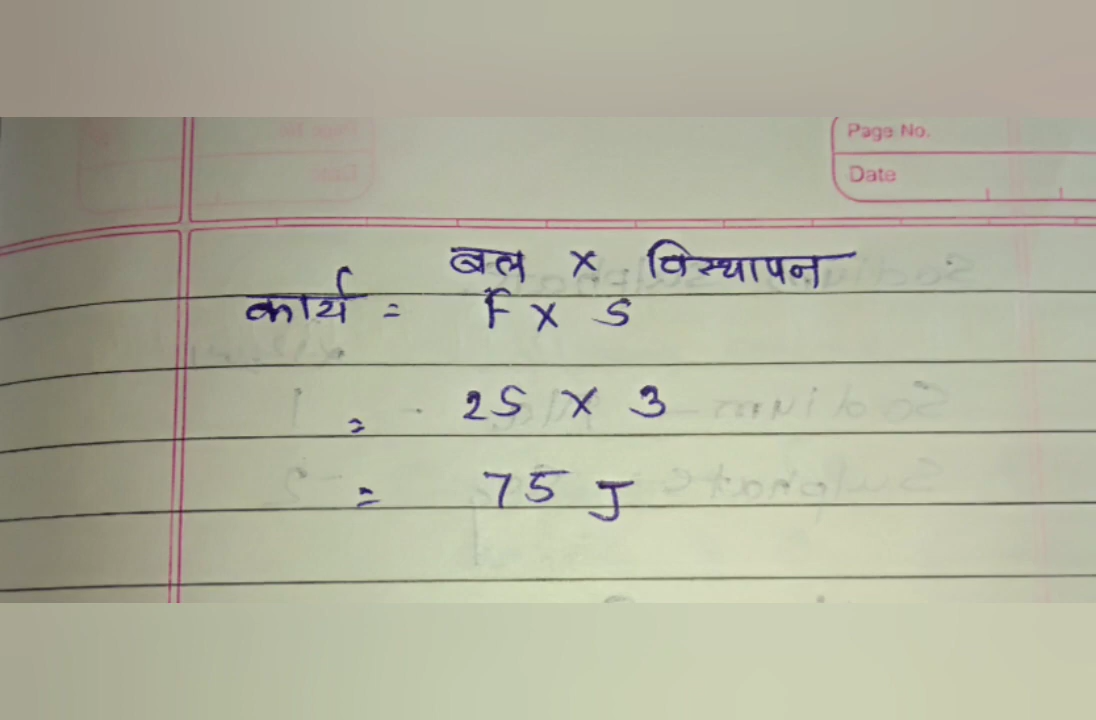 Page No.
Date
बल × विस्थापन
कार्य = F × S
= 25 × 3
= 75 J